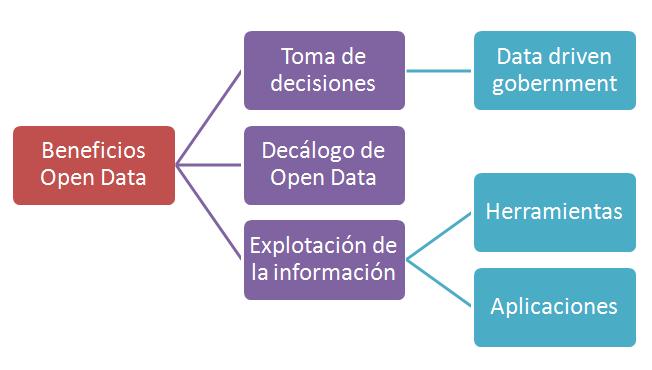 Beneficios
Open Data
Toma de
decisiones
Data driven
gobernment
Decálogo de
Open Data
Explotación de
la información
Herramientas
Aplicaciones